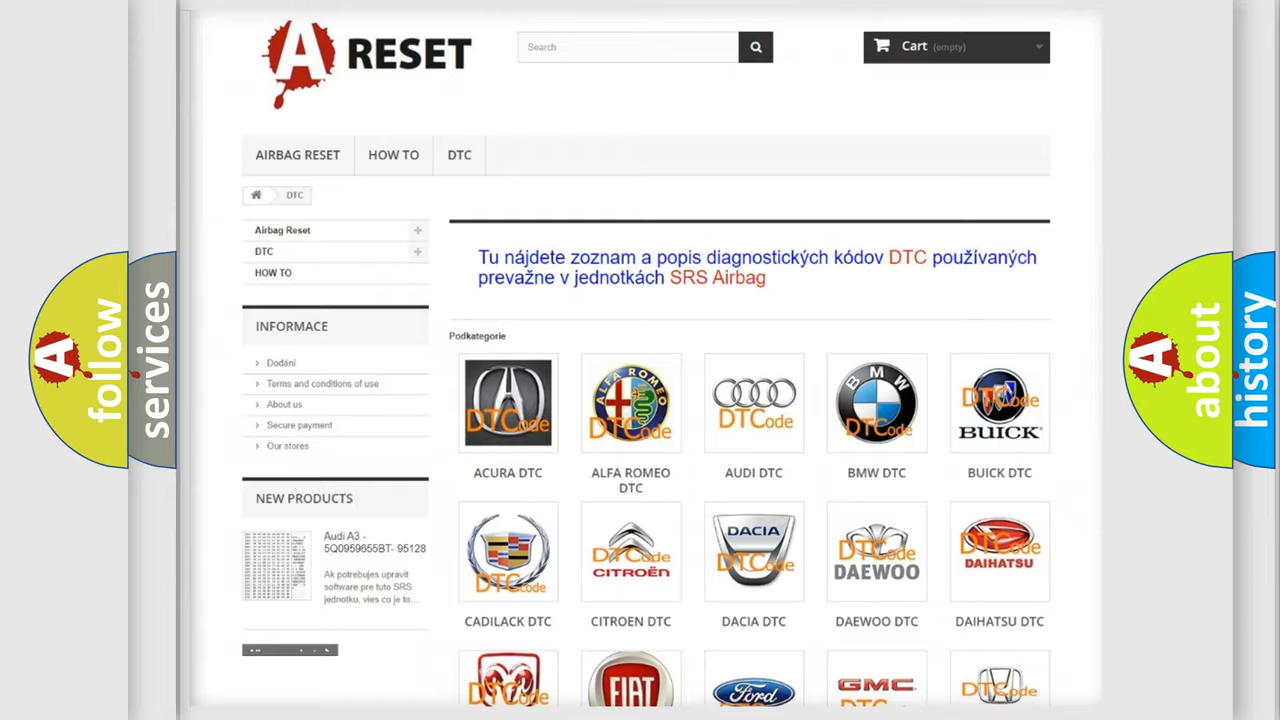 A RESET
Search
Cart (empty)
AIRBAG RESET
HOW TO
DTC
DTC
Airbag Reset
DTC
HOW TO
INFORMACE
Dodání
Terms and conditions of use
About us
Secure payment
Our stores
NEW PRODUCTS
Audi A3 -
5Q0959655BT- 95128
Ak potrebujes upravit
software pre tuto SRS
jednotku, vies co je to...
Tu nájdete zoznam a popis diagnostických kódov DTC používaných
prevažne v jednotkách SRS Airbag
Podkategorie
DTCode
ALFA ROMEO
DTCode
DTCode
BMW
DTCode
DTCode
BUICK
ACURA DTC
ALFA ROMEO
DTC
AUDI DTC
BMW DTC
BUICK DTC
DTCode
DTCode
CITROËN
DACIA
DTCode
DTCode
DAEWOO
DTCode
DAIHATSU
CADILACK DTC
CITROEN DTC
DACIA DTC
DAEWOO DTC
DAIHATSU DTC
DTCode
FIAT
Ford
GMC
DTCode
A
follow
services
A
about
history